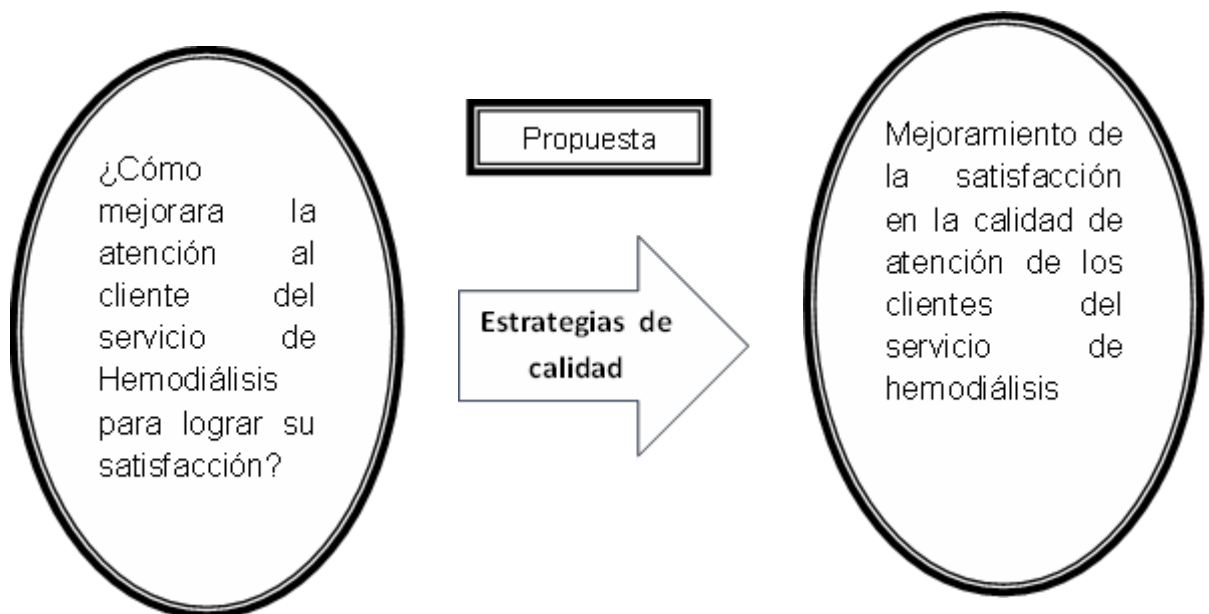 ¿Cómo
mejorara la
atención al
cliente del
servicio de
Hemodiálisis
para lograr su
satisfacción?
Propuesta
Estrategias de
calidad
Mejoramiento de
la satisfacción
en la calidad de
atención de los
clientes del
servicio de
hemodiálisis